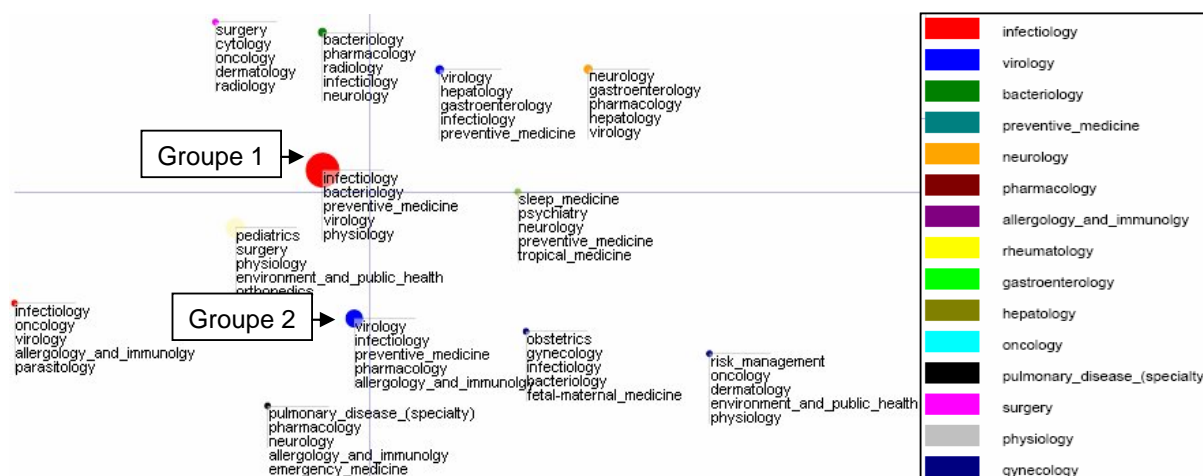 surgery
cytology
oncology
dermatology
radiology
bacteriology
pharmacology
radiology
infectiology
neurology
virology
hepatology
gastroenterology
infectiology
preventive_medicine
neurology
gastroenterology
pharmacology
hepatology
virology
Groupe 1
infectiology
bacteriology
preventive_medicine
virology
physiology
sleep_medicine
psychiatry
neurology
preventive_medicine
tropical_medicine
pediatrics
surgery
physiology
environment_and_public_health
orthopedics
infectiology
oncology
virology
allergology_and_immunolgy
parasitology
Groupe 2
virology
infectiology
preventive_medicine
pharmacology
allergology_and_immunolgy
obstetrics
gynecology
infectiology
bacteriology
fetal-maternal_medicine
risk_management
oncology
dermatology
environment_and_public_health
physiology
pulmonary_disease_(specialty)
pharmacology
neurology
allergology_and_immunolgy
emergency_medicine
infectiology
virology
bacteriology
preventive_medicine
neurology
pharmacology
allergology_and_immunolgy
rheumatology
gastroenterology
hepatology
oncology
pulmonary_disease_(specialty
surgery
physiology
gynecology